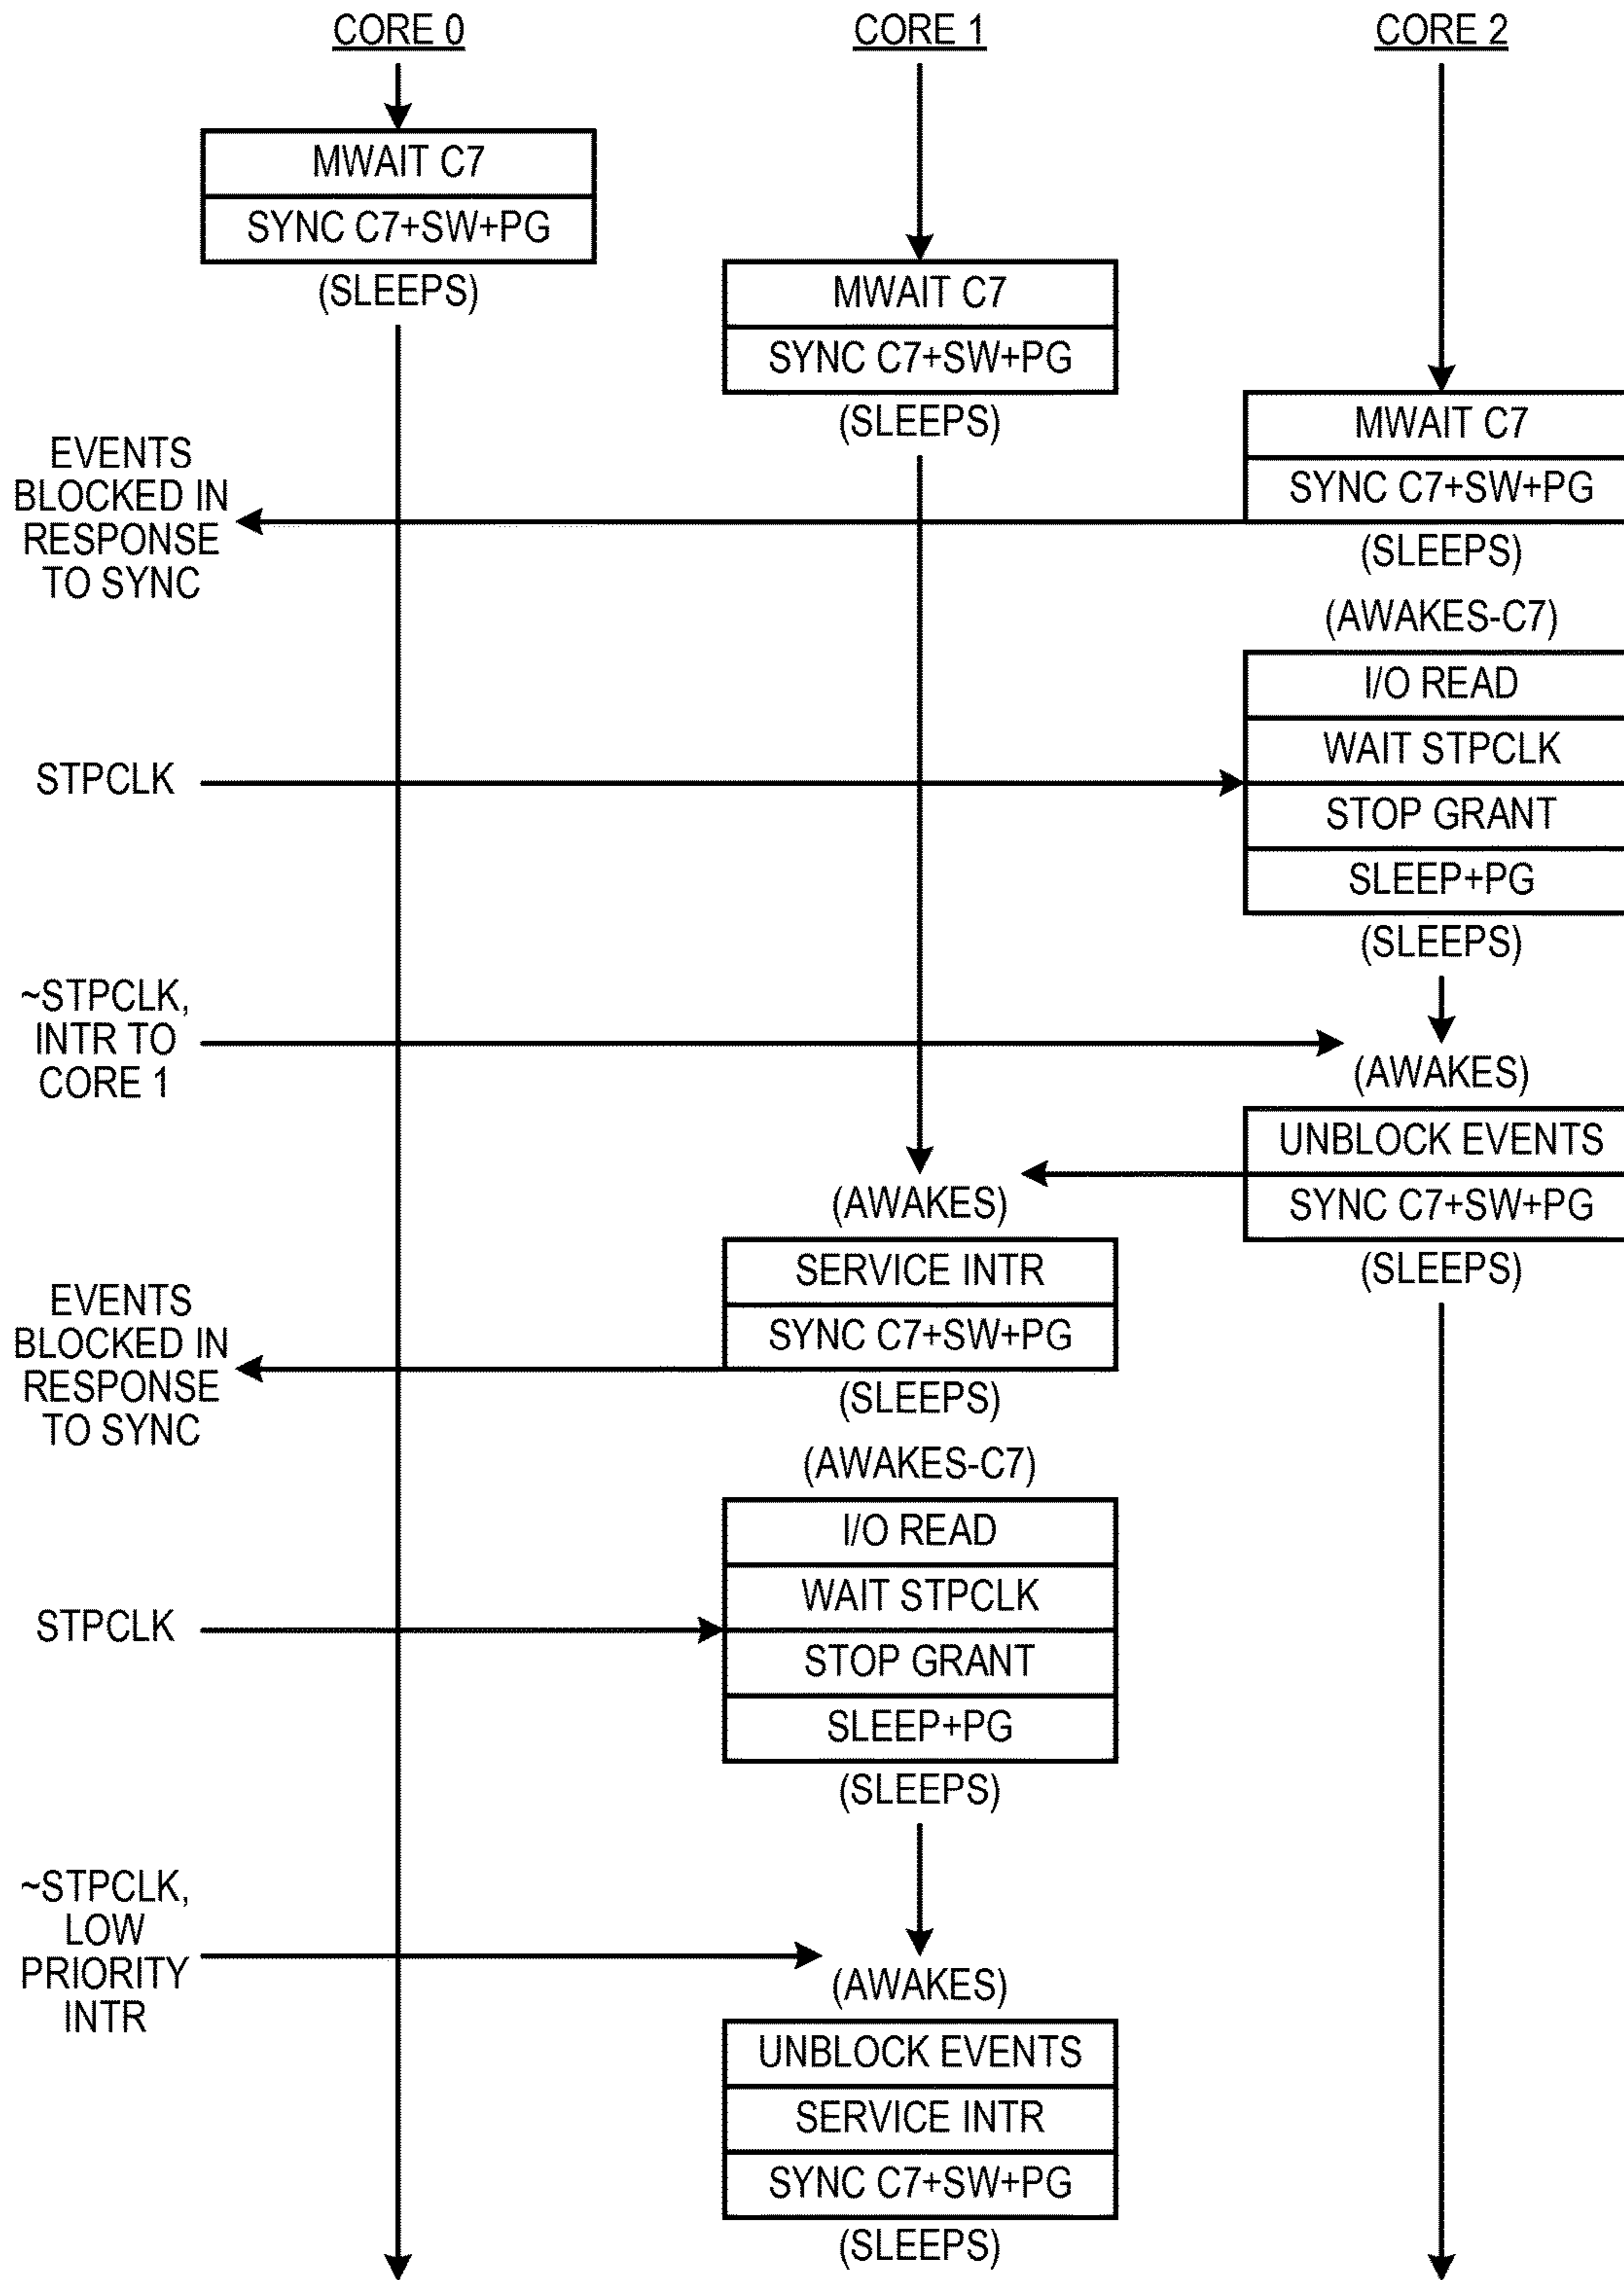 CORE 0
CORE 1
CORE 2
MWAIT C7
SYNC C7+SW+PG
(SLEEPS)
MWAIT C7
SYNC C7+SW+PG
(SLEEPS)
MWAIT C7
SYNC C7+SW+PG
(SLEEPS)
EVENTS
BLOCKED IN
RESPONSE
TO SYNC
(AWAKES-C7)
I/O READ
WAIT STPCLK
STOP GRANT
SLEEP+PG
(SLEEPS)
STPCLK
~STPCLK,
INTR TO
CORE 1
(AWAKES)
UNBLOCK EVENTS
SYNC C7+SW+PG
(SLEEPS)
(AWAKES)
SERVICE INTR
SYNC C7+SW+PG
(SLEEPS)
EVENTS
BLOCKED IN
RESPONSE
TO SYNC
(AWAKES-C7)
I/O READ
WAIT STPCLK
STOP GRANT
SLEEP+PG
(SLEEPS)
STPCLK
~STPCLK,
LOW
PRIORITY
INTR
(AWAKES)
UNBLOCK EVENTS
SERVICE INTR
SYNC C7+SW+PG
(SLEEPS)